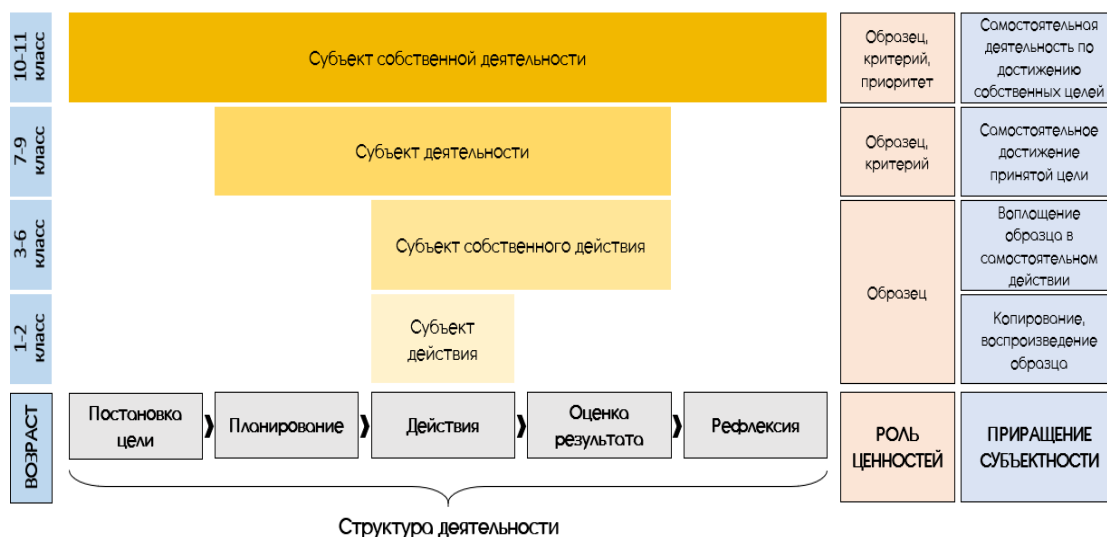 10-11
класс
Субъект собственной деятельности
Образец,
критерий,
приоритет
Самостоятельная
деятельность по
достижению
собственных целей
7-9
класс
Субъект деятельности
Образец,
критерий
Самостоятельное
достижение
принятой цели
3-6
класс
Субъект собственного действия
Образец
Воплощение
образца в
самостоятельном
действии
1-2
класс
Субъект
действия
Копирование,
воспроизведение
образца
ВОЗРАСТ
Постановка
цели
Планирование
Действия
Оценка
результата
Рефлексия
РОЛЬ
ЦЕННОСТЕЙ
ПРИРАЩЕНИЕ
СУБЪЕКТНОСТИ
Структура деятельности